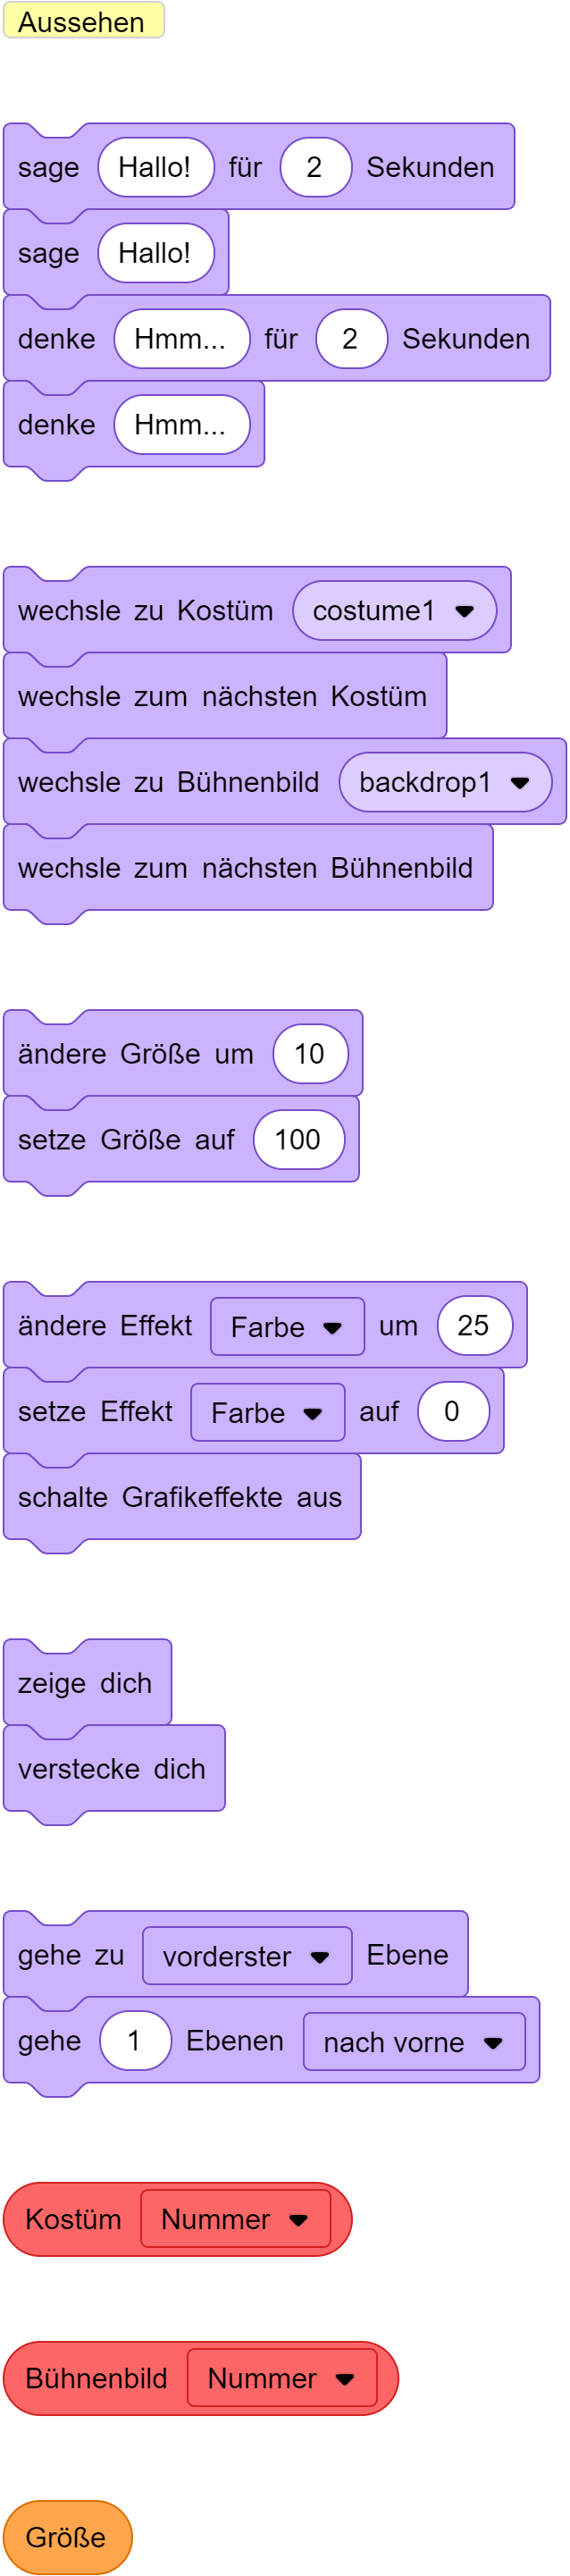 Aussehen
sage Hallo! für 2 Sekunden
sage Hallo!
denke Hmm... für 2 Sekunden
denke Hmm...
wechsle zu Kostüm costume1
wechsle zum nächsten Kostüm
wechsle zu Bühnenbild backdrop1
wechsle zum nächsten Bühnenbild
ändere Größe um 10
setze Größe auf 100
ändere Effekt Farbe um 25
setze Effekt Farbe auf 0
schalte Grafikeffekte aus
zeige dich
verstecke dich
gehe zu vorderster Ebene
gehe 1 Ebenen nach vorne
Kostüm Nummer
Bühnenbild Nummer
Größe